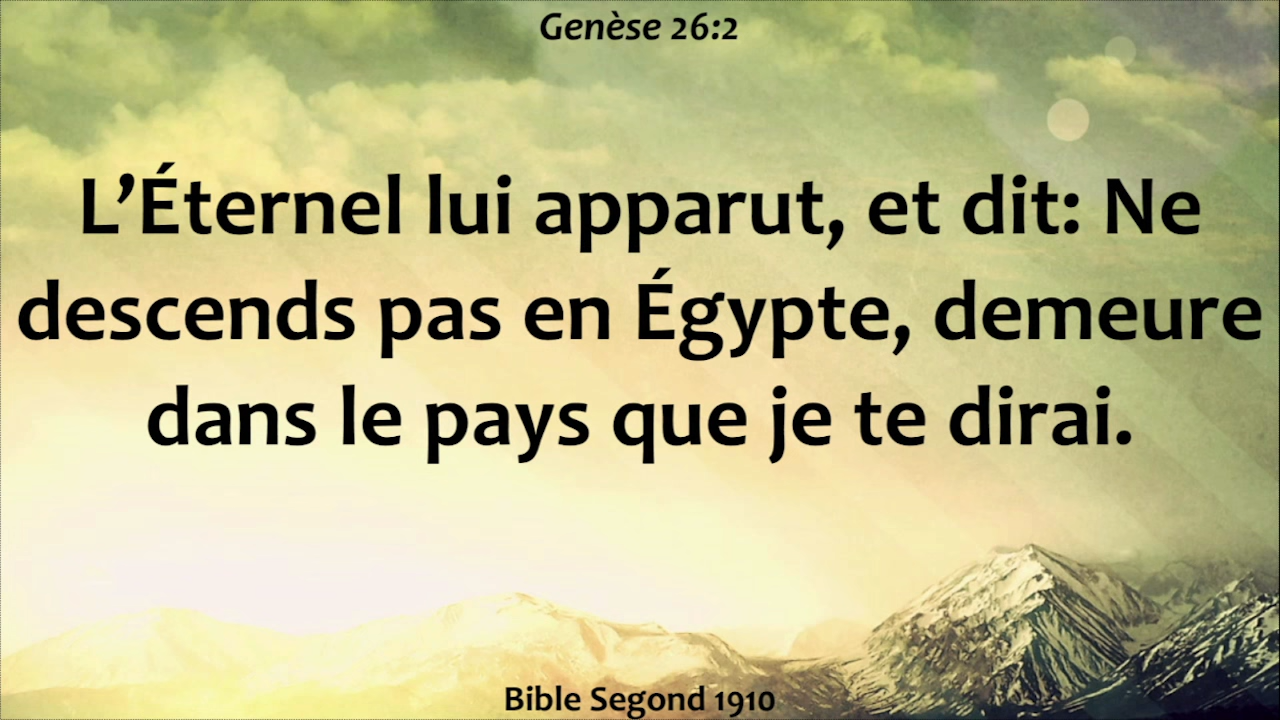 Genèse 26:2
L’Éternel lui apparut, et dit: Ne
descends pas en Égypte, demeure
dans le pays que je te dirai.
Bible Segond 1910